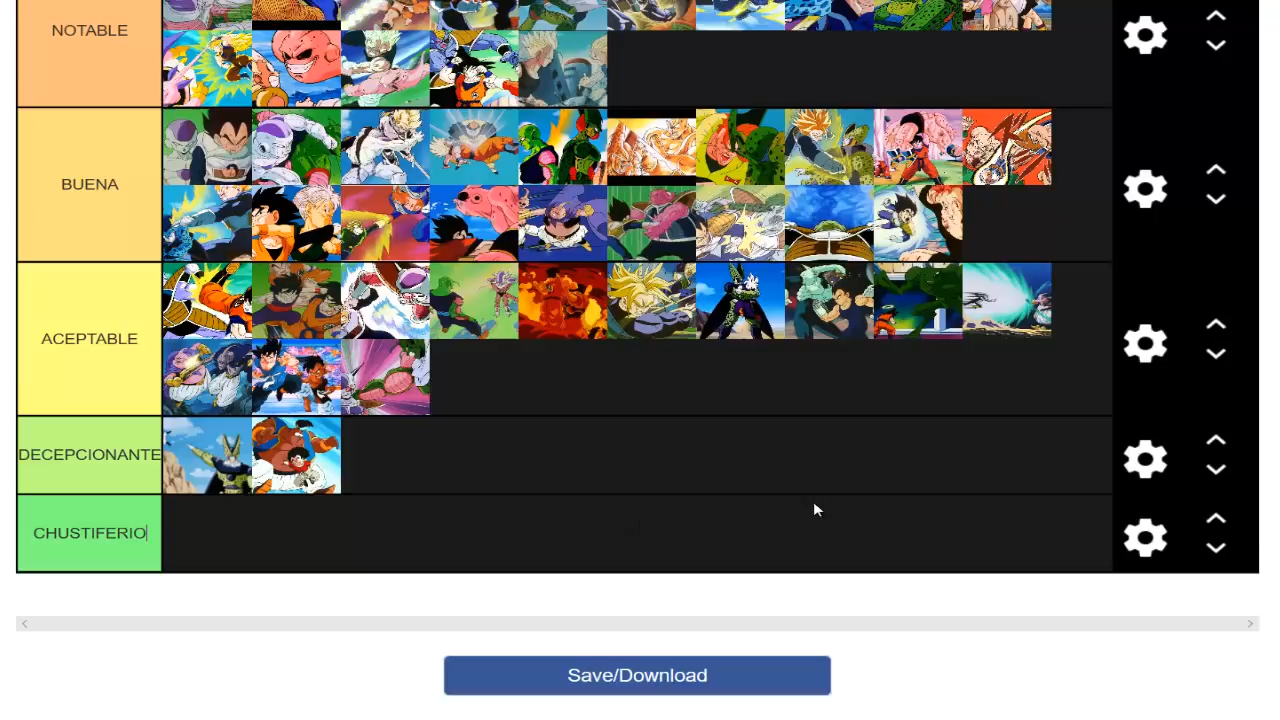 NOTABLE
BUENA
ACEPTABLE
DECEPCIONANTE
CHUSTIFERIO
Save/Download